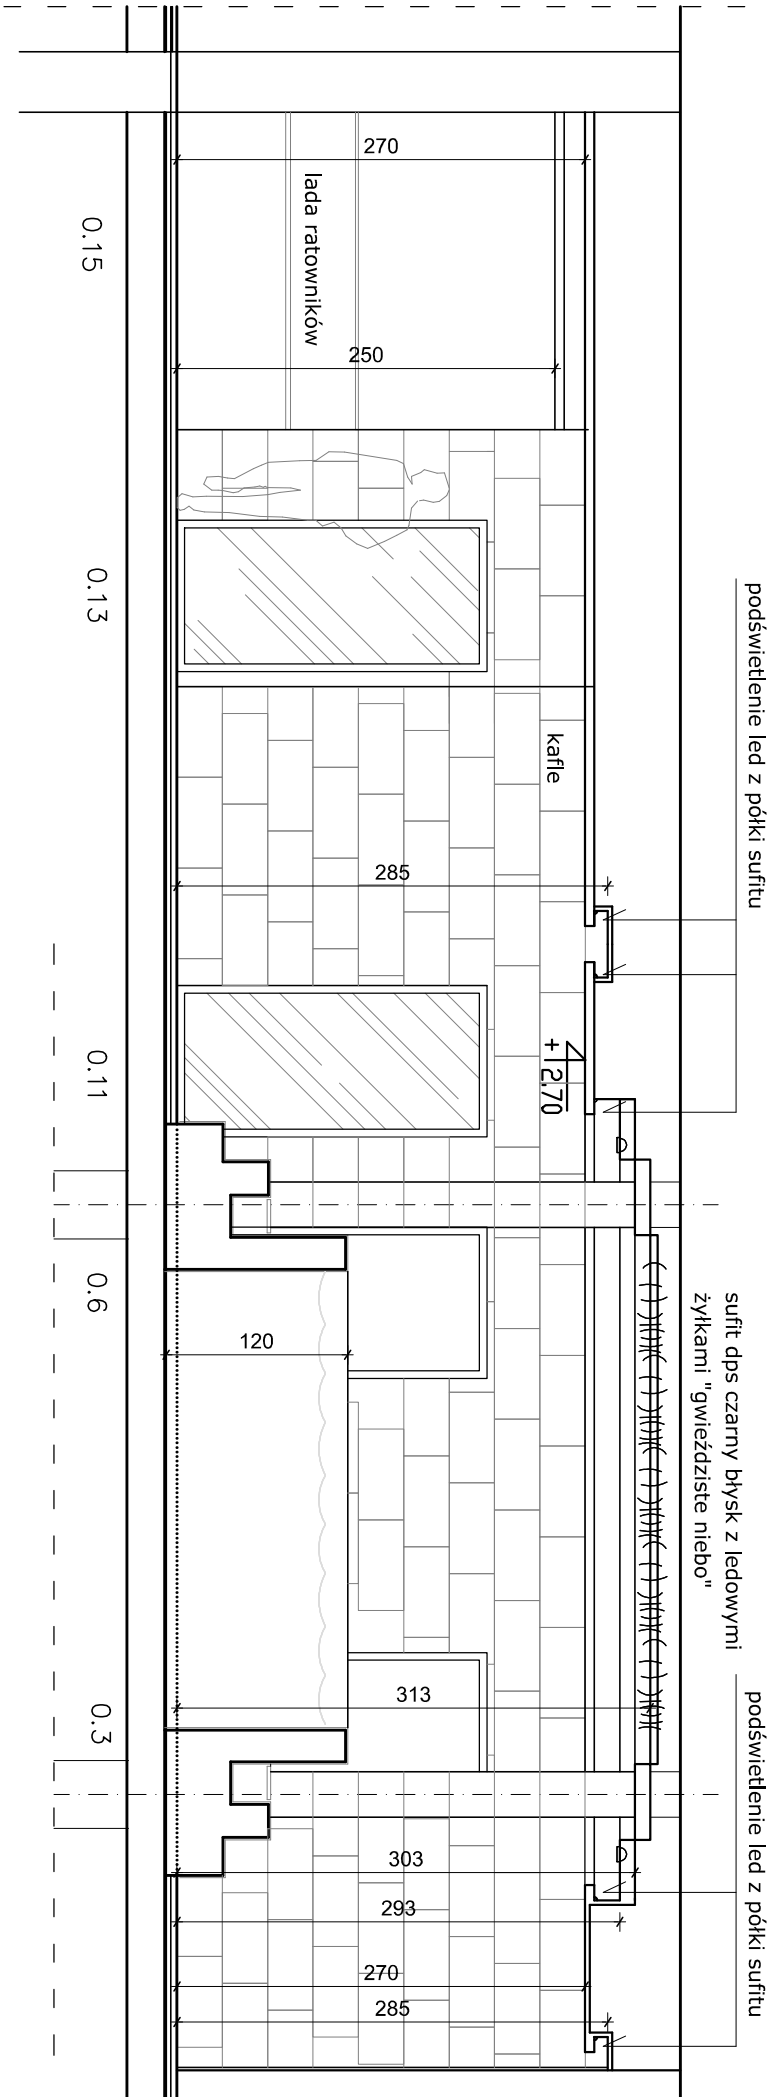 podświetlenie led z półki sufitu
sufit dps czarny błysk z ledowymi
żyłkami "gwieździste niebo"
podświetlenie led z półki sufitu
270
lada ratowników
250
kafle
285
+2,70
120
313
303
293
270
285
0.15
0.13
0.11
0.6
0.3